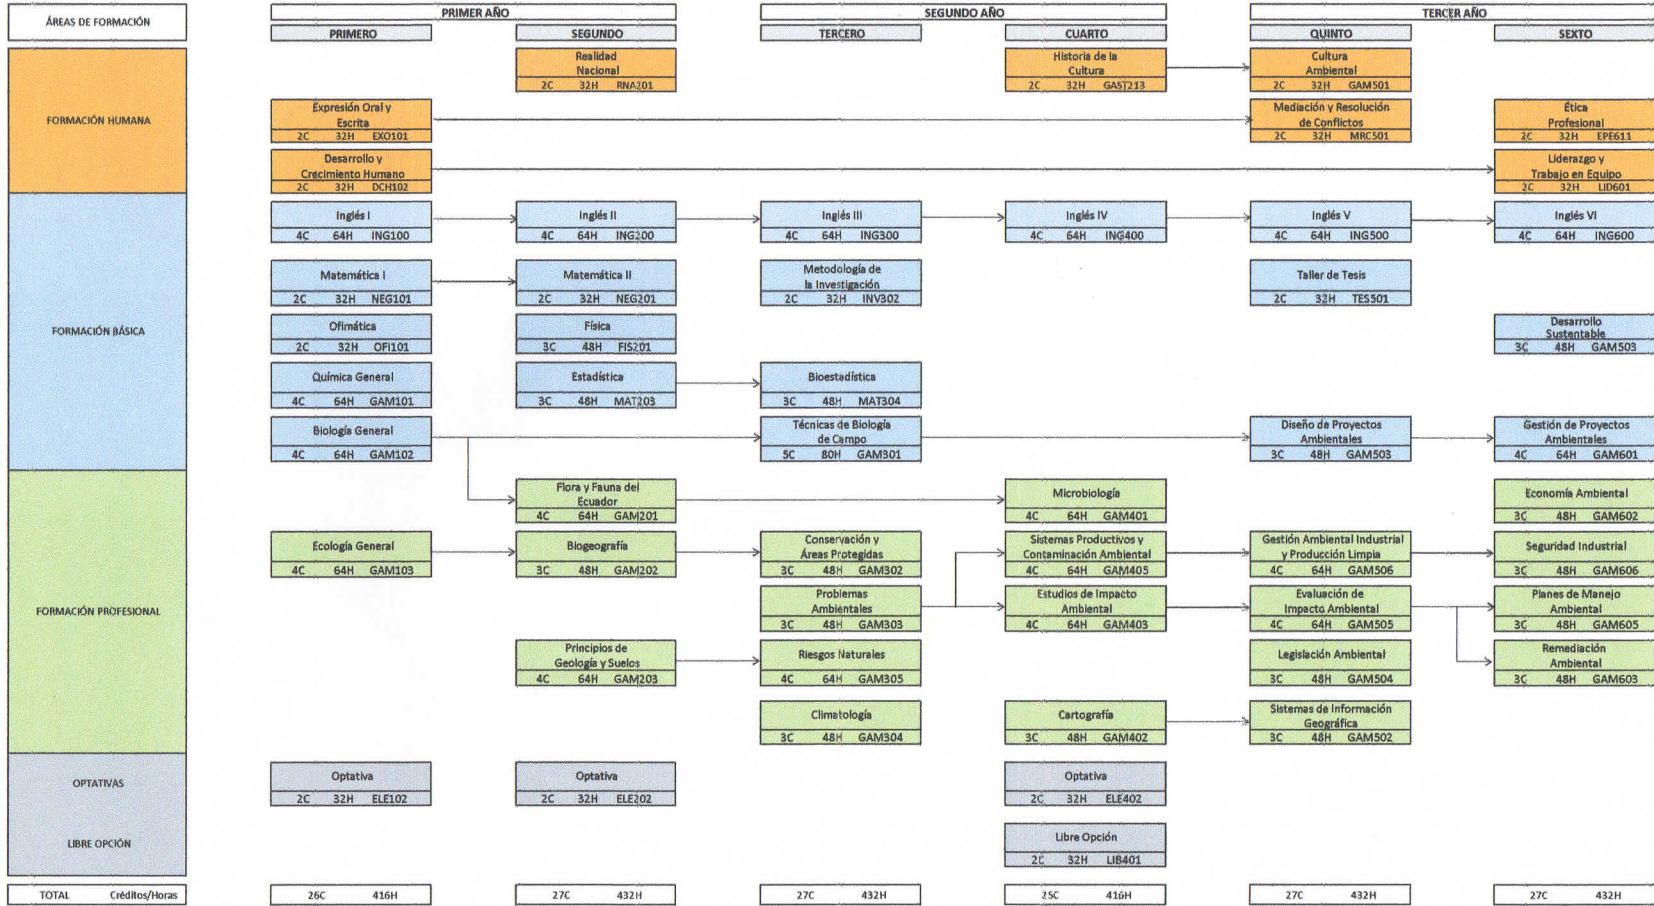 ÁREAS DE FORMACIÓN
PRIMER AÑO
SEGUNDO AÑO
TERCER AÑO
PRIMERO
SEGUNDO
TERCERO
CUARTO
QUINTO
SEXTO
FORMACIÓN HUMANA
Realidad
Nacional
2C 32H RNA201
Historia de la
Cultura
2C 32H GAST213
Cultura
Ambiental
2C 32H GAM501
Expresión Oral y
Escrita
2C 32H EXO101
Mediación y Resolución
de Conflictos
2C 32H MRC501
Ética
Profesional
2C 32H EPE611
Desarrollo y
Crecimiento Humano
2C 32H DCH102
Liderazgo y
Trabajo en Equipo
2C 32H LID601
FORMACIÓN BÁSICA
Inglés I
4C 64H ING100
Inglés II
4C 64H ING200
Inglés III
4C 64H ING300
Inglés IV
4C 64H ING400
Inglés V
4C 64H ING500
Inglés VI
4C 64H ING600
Matemática I
2C 32H NEG101
Matemática II
2C 32H NEG201
Metodología de
la Investigación
2C 32H INV302
Taller de Tesis
2C 32H TES501
Ofimática
2C 32H OFI101
Física
3C 48H FIS201
Desarrollo
Sustentable
3C 48H GAM503
Química General
4C 64H GAM101
Estadística
3C 48H MAT203
Bioestadística
3C 48H MAT304
Biología General
4C 64H GAM102
Técnicas de Biología
de Campo
5C 80H GAM301
Diseño de Proyectos
Ambientales
3C 48H GAM503
Gestión de Proyectos
Ambientales
4C 64H GAM601
FORMACIÓN PROFESIONAL
Flora y Fauna del
Ecuador
4C 64H GAM201
Microbiología
4C 64H GAM401
Economía Ambiental
3C 48H GAM602
Ecología General
4C 64H GAM103
Biogeografía
3C 48H GAM202
Conservación y
Áreas Protegidas
3C 48H GAM302
Sistemas Productivos y
Contaminación Ambiental
4C 64H GAM405
Gestión Ambiental Industrial
y Producción Limpia
4C 64H GAM506
Seguridad Industrial
3C 48H GAM606
Problemas
Ambientales
3C 48H GAM303
Estudios de Impacto
Ambiental
4C 64H GAM403
Evaluación de
Impacto Ambiental
4C 64H GAM505
Planes de Manejo
Ambiental
3C 48H GAM605
Principios de
Geología y Suelos
4C 64H GAM203
Riesgos Naturales
4C 64H GAM305
Legislación Ambiental
3C 48H GAM504
Remediación
Ambiental
3C 48H GAM603
Climatología
3C 48H GAM304
Cartografía
3C 48H GAM402
Sistemas de Información
Geográfica
3C 48H GAM502
OPTATIVAS
Optativa
2C 32H ELE102
Optativa
2C 32H ELE202
Optativa
2C 32H ELE402
LIBRE OPCIÓN
Libre Opción
2C 32H LIB401
TOTAL Créditos/Horas
26C 416H
27C 432H
27C 432H
25C 416H
27C 432H
27C 432H